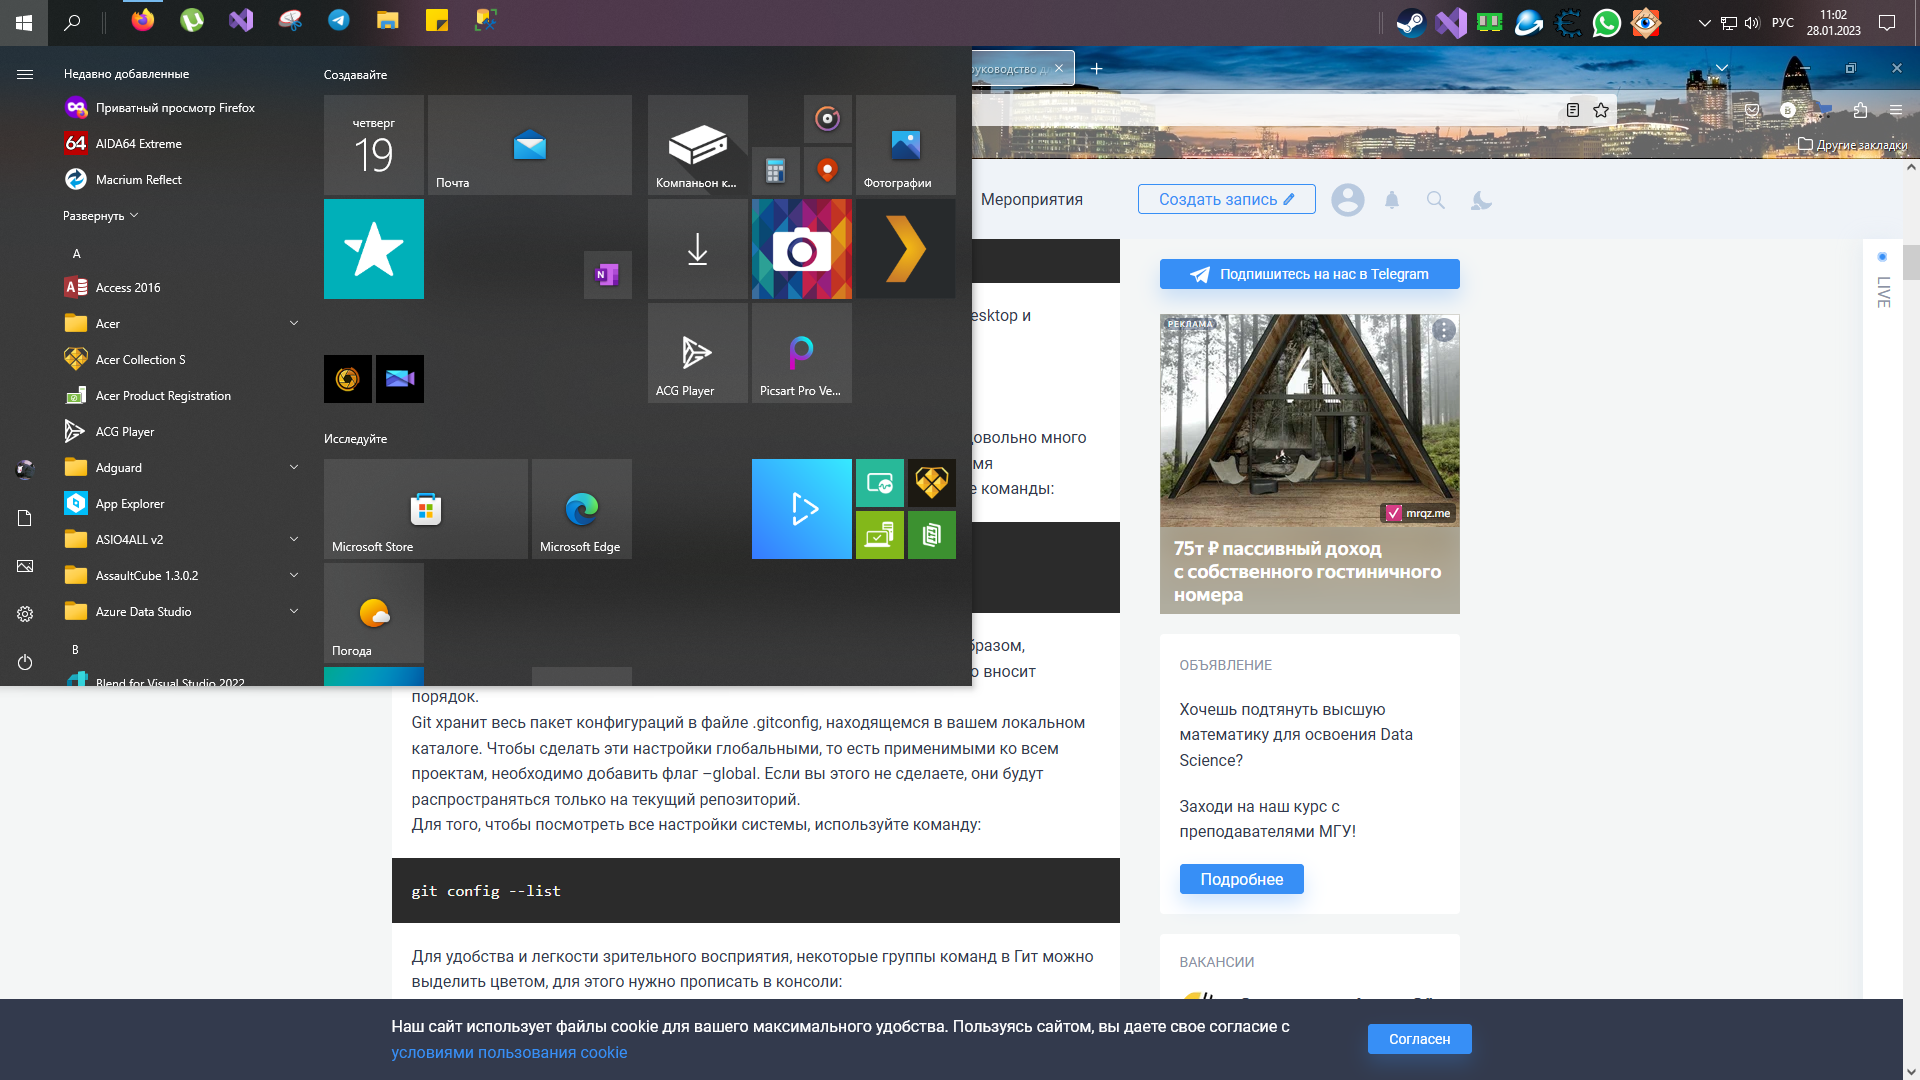 РУС
11:02
28.01.2023
Недавно добавленные
Приватный просмотр Firefox
64
AIDA64 Extreme
Macrium Reflect
Развернуть
A
Access 2016
Acer
Acer Collection S
Acer Product Registration
ACG Player
Adguard
App Explorer
ASIO4ALL v2
AssaultCube 1.3.0.2
Azure Data Studio
B
Blend for Visual Studio 2022
Создавайте
четверг
19
Почта
Компаньон к...
Фотографии
ACG Player
Picsart Pro Ve...
Исследуйте
Microsoft Store
Microsoft Edge
Погода
руководство д
Другие закладки
Мероприятия
Создать запись
esktop и
довольно много
мя
е команды:
бразом,
о вносит
порядок.
Git хранит весь пакет конфигураций в файле .gitconfig, находящемся в вашем локальном
каталоге. Чтобы сделать эти настройки глобальными, то есть применимыми ко всем
проектам, необходимо добавить флаг –global. Если вы этого не сделаете, они будут
распространяться только на текущий репозиторий.
Для того, чтобы посмотреть все настройки системы, используйте команду:
git config --list
Для удобства и легкости зрительного восприятия, некоторые группы команд в Гит можно
выделить цветом, для этого нужно прописать в консоли:
Подпишитесь на нас в Telegram
LIVE
РЕКЛАМА
mrqz.me
75т ₽ пассивный доход
с собственного гостиничного
номера
ОБЪЯВЛЕНИЕ
Хочешь подтянуть высшую
математику для освоения Data
Science?
Заходи на наш курс с
преподавателями МГУ!
Подробнее
ВАКАНСИИ
Наш сайт использует файлы cookie для вашего максимального удобства. Пользуясь сайтом, вы даете свое согласие с
условиями пользования cookie
Согласен